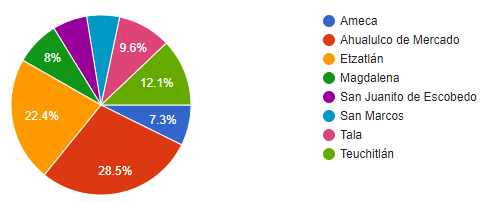 9.6%
8%
12.1%
22.4%
7.3%
28.5%
Ameca
Ahualulco de Mercado
Etzatlán
Magdalena
San Juanito de Escobedo
San Marcos
Tala
Teuchitlán